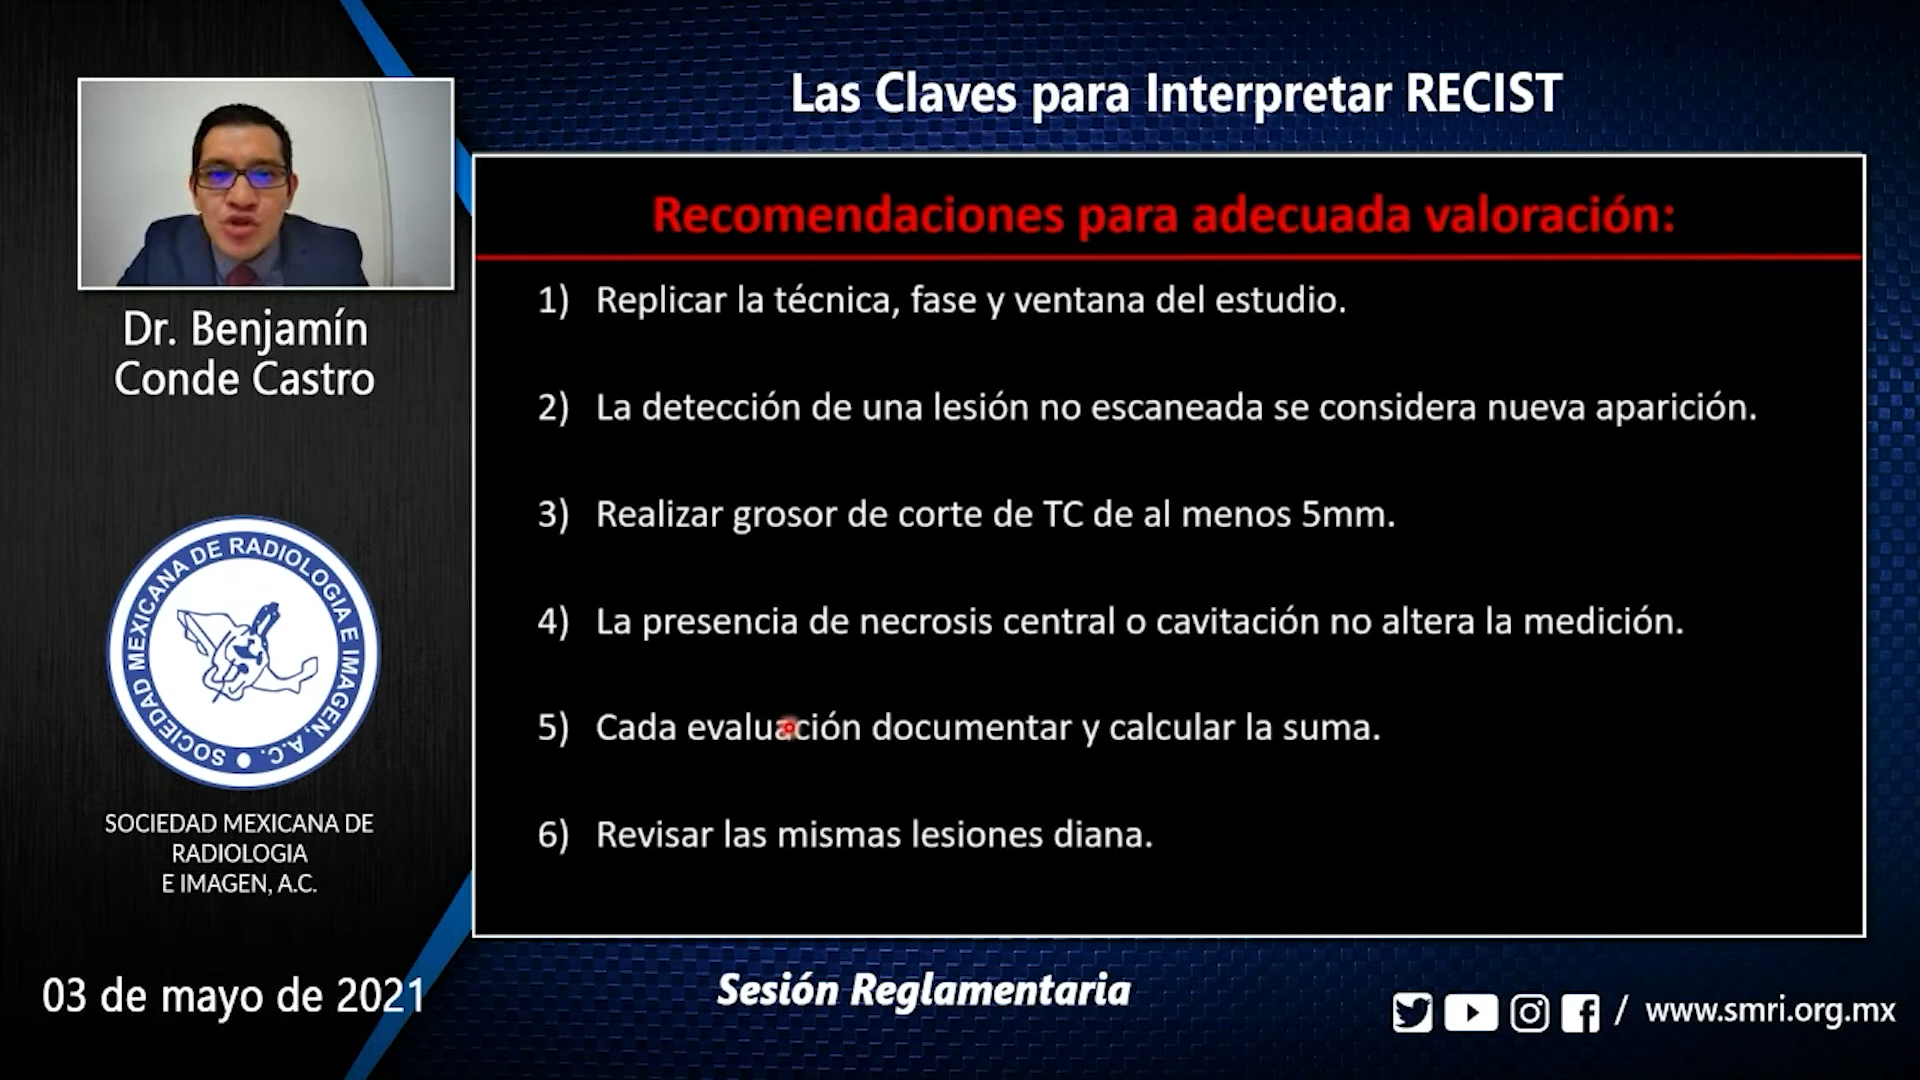 Las Claves para Interpretar RECIST
Dr. Benjamín
Conde Castro
Recomendaciones para adecuada valoración:
1) Replicar la técnica, fase y ventana del estudio.
2) La detección de una lesión no escaneada se considera nueva aparición.
3) Realizar grosor de corte de TC de al menos 5mm.
4) La presencia de necrosis central o cavitación no altera la medición.
5) Cada evaluación documentar y calcular la suma.
6) Revisar las mismas lesiones diana.
SOCIEDAD MEXICANA DE RADIOLOGIA E IMAGEN, A.C.
SOCIEDAD MEXICANA DE
RADIOLOGIA
E IMAGEN, A.C.
03 de mayo de 2021
Sesión Reglamentaria
/ www.smri.org.mx